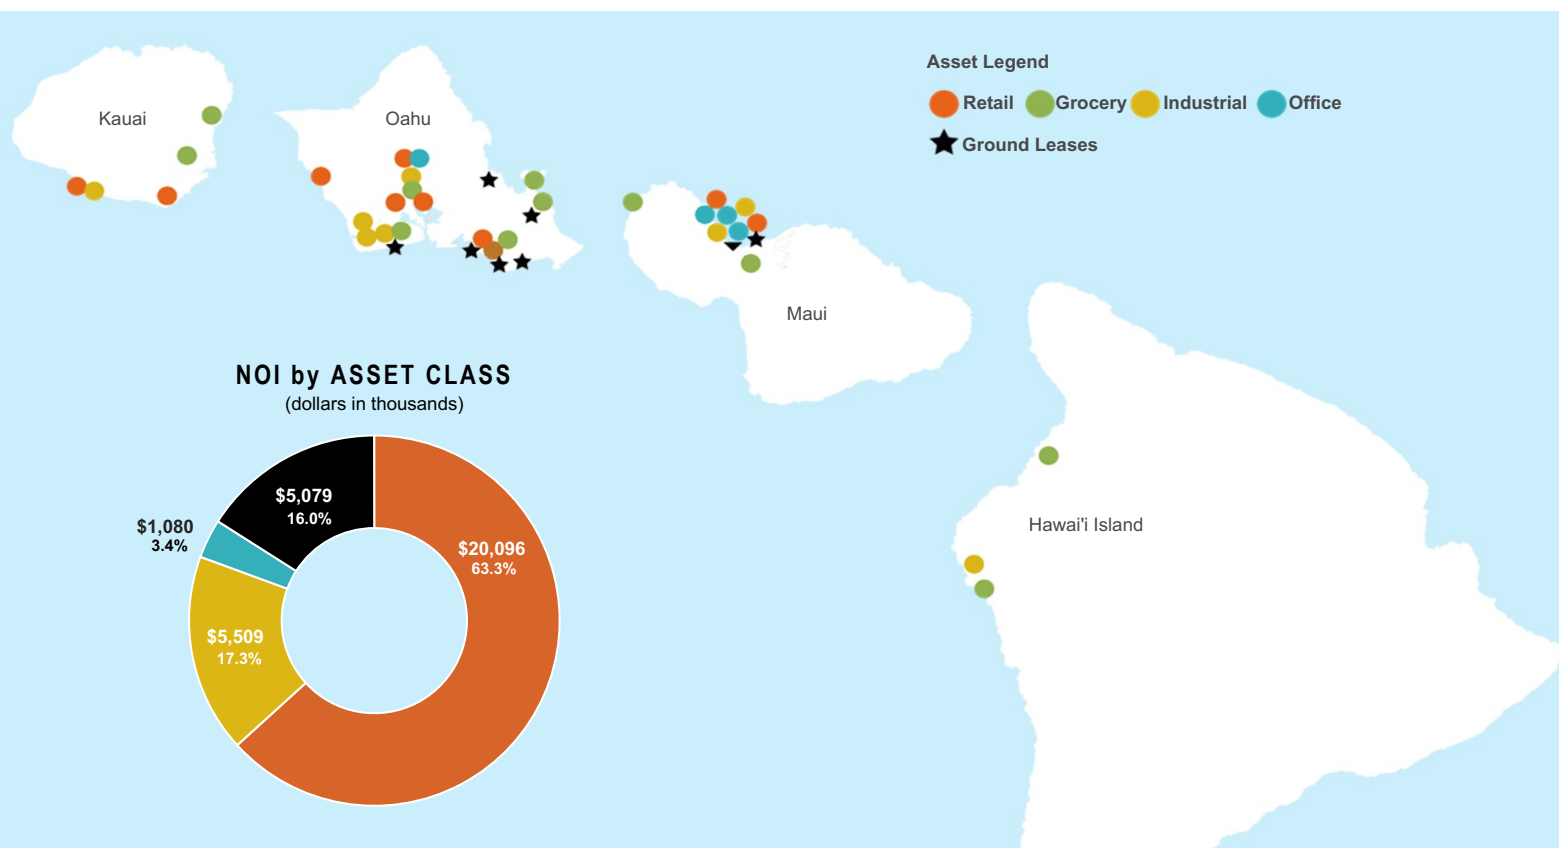 Asset Legend
Retail Grocery Industrial Office
Ground Leases
Kauai
Oahu
Maui
Hawai'i Island
NOI by ASSET CLASS
(dollars in thousands)
$5,079
16.0%
$1,080
3.4%
$20,096
63.3%
$5,509
17.3%